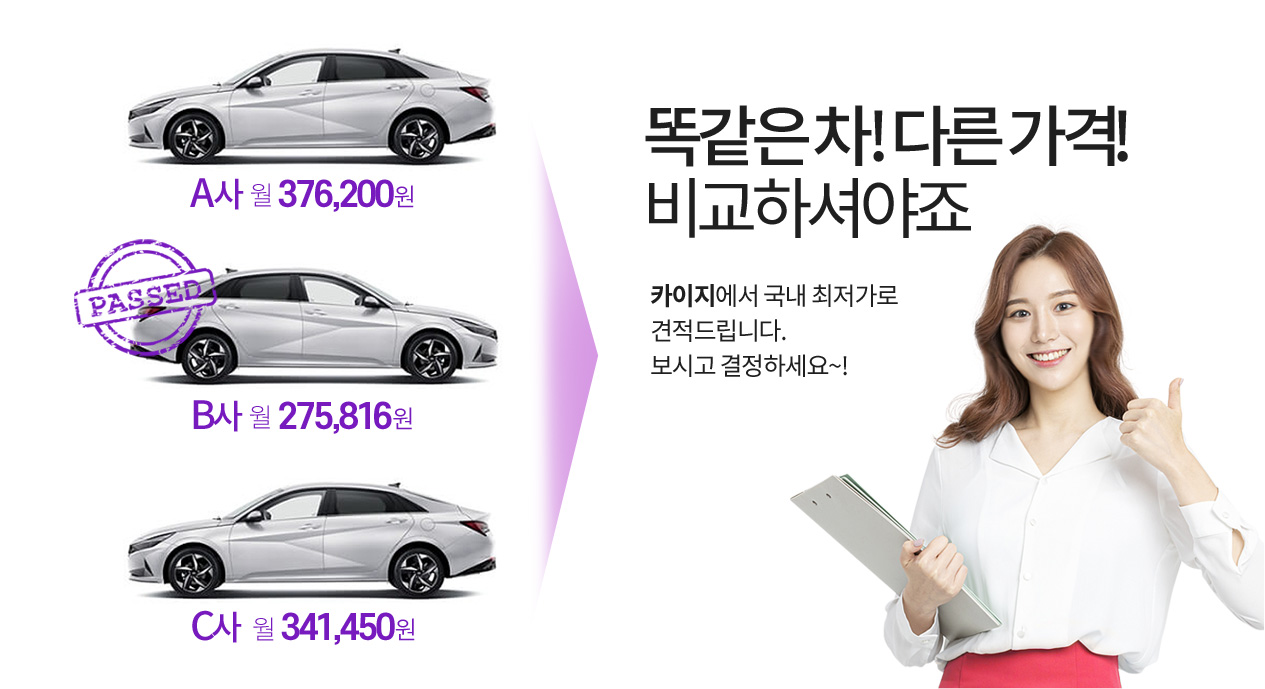 A사 월 376,200원
PASSED
B사 월 275,816원
C사 월 341,450원
똑같은 차! 다른 가격!
비교하셔야죠
카이지에서 국내 최저가로
견적드립니다.
보시고 결정하세요~!